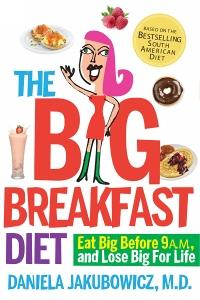 BASED ON THE
BESTSELLING
SOUTH
AMERICAN
DIET
THE
BIG
BREAKFAST
DIET
Eat Big Before 9 A.M.,
and Lose Big For Life
DANIELA JAKUBOWICZ, M.D.